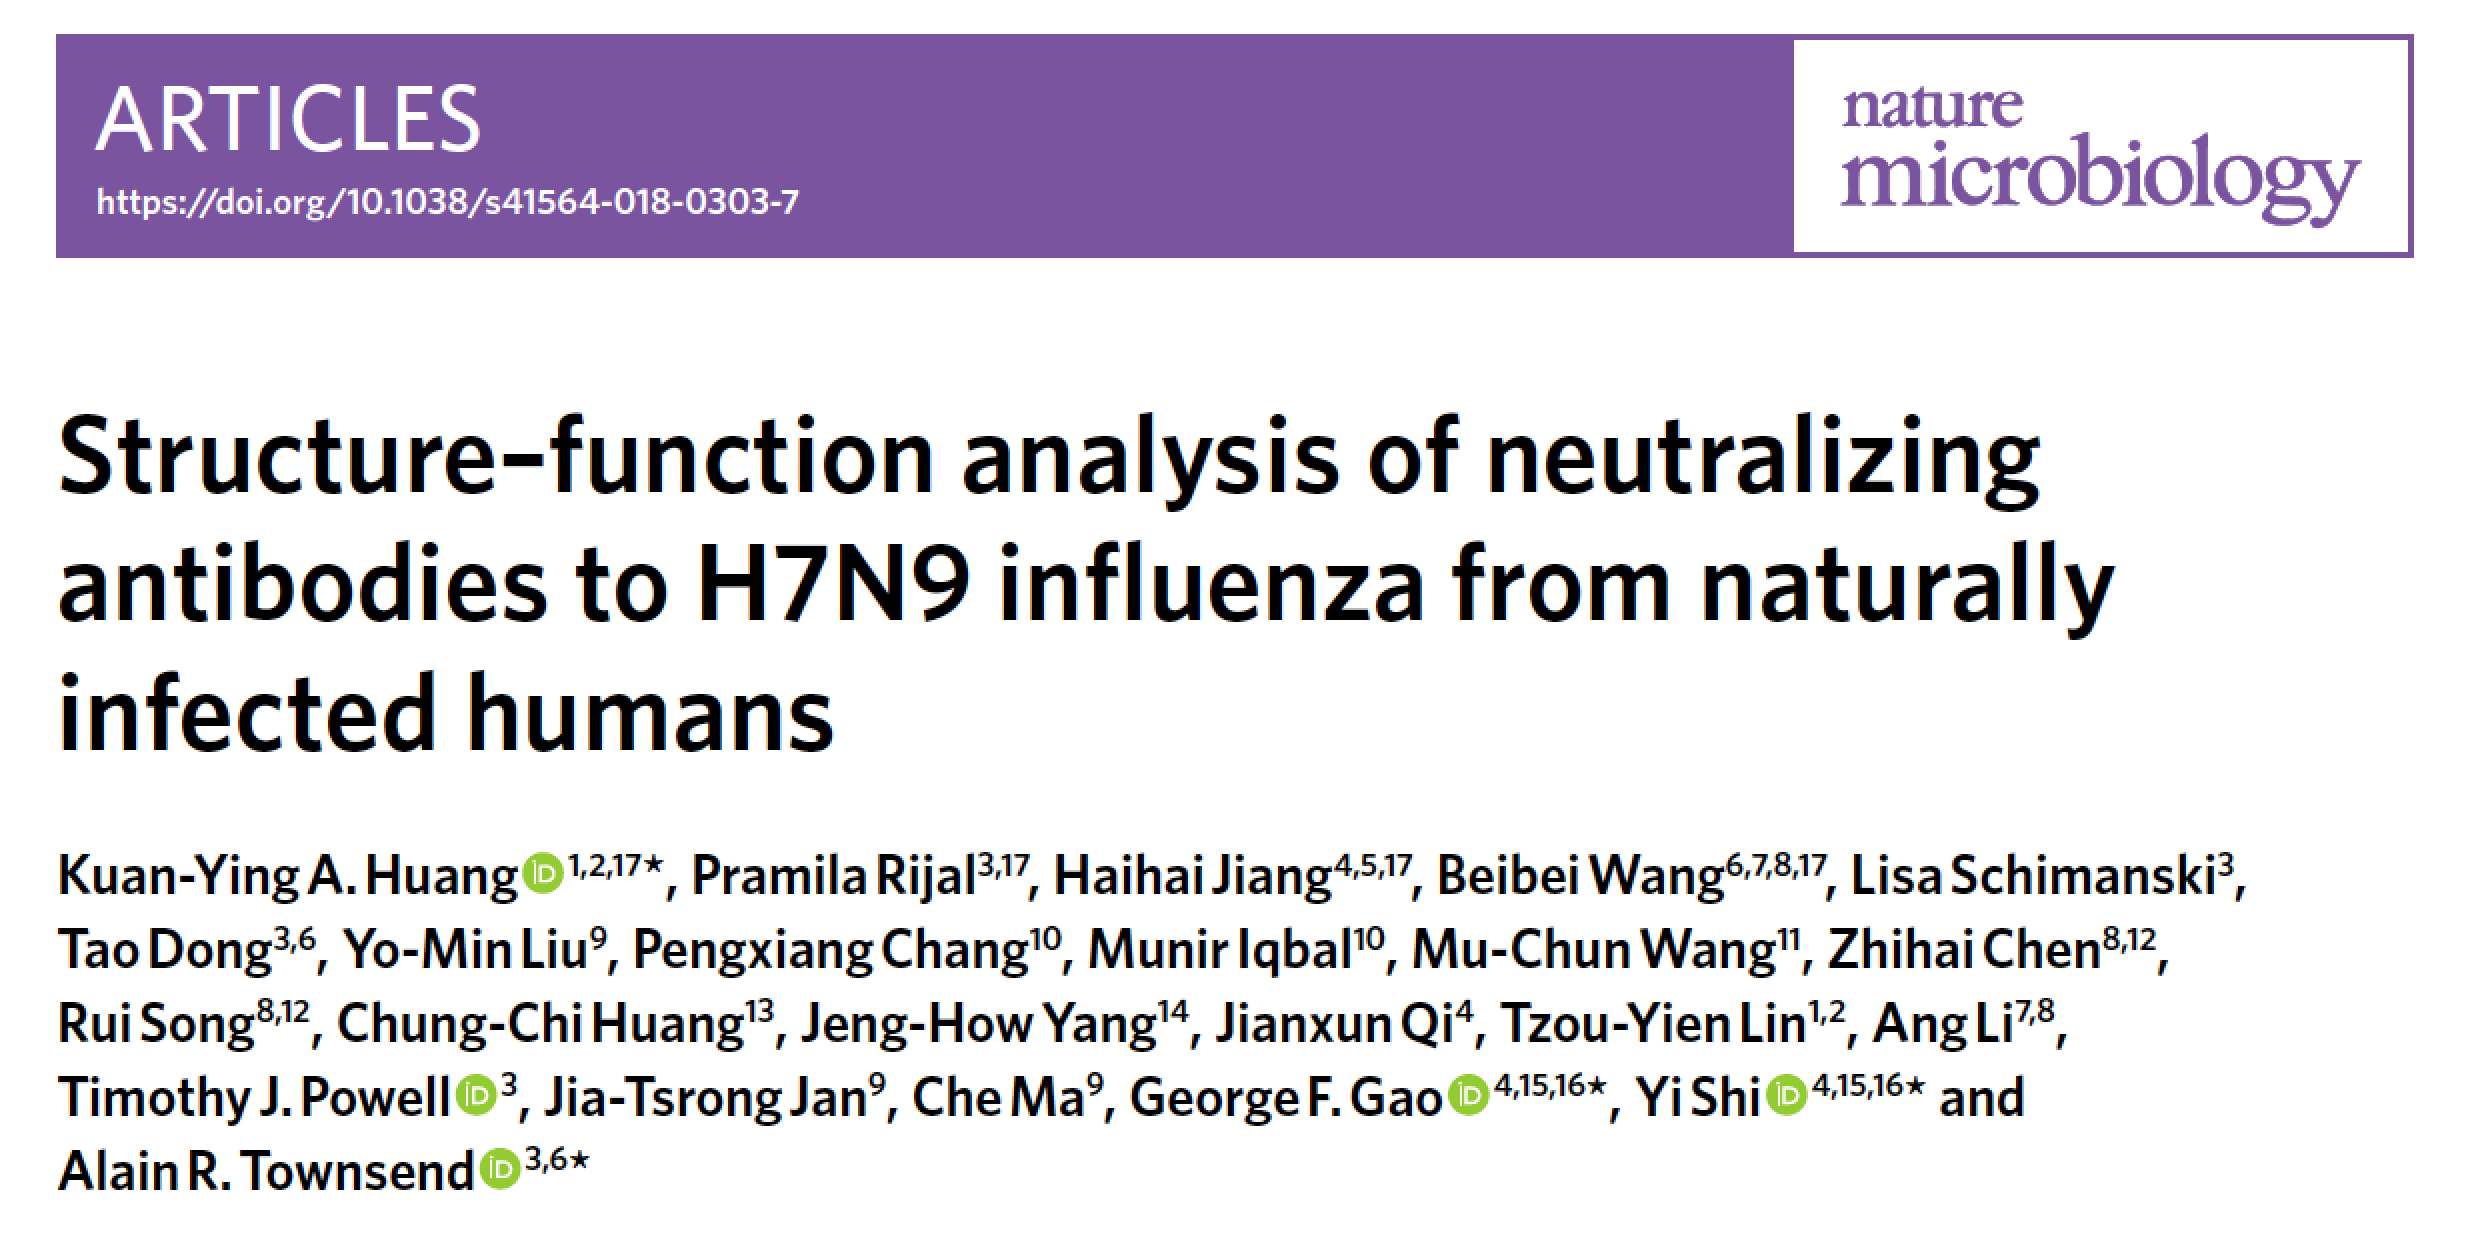 ARTICLES
https://doi.org/10.1038/s41564-018-0303-7
nature
microbiology
Structure–function analysis of neutralizing
antibodies to H7N9 influenza from naturally
infected humans
Kuan-Ying A. Huang iD 1,2,17★, Pramila Rijal3,17, Haihai Jiang4,5,17, Beibei Wang6,7,8,17, Lisa Schimanski3,
Tao Dong3,6, Yo-Min Liu9, Pengxiang Chang10, Munir Iqbal10, Mu-Chun Wang11, Zhihai Chen8,12,
Rui Song8,12, Chung-Chi Huang13, Jeng-How Yang14, Jianxun Qi4, Tzou-Yien Lin1,2, Ang Li7,8,
Timothy J. Powell iD 3, Jia-Tsrong Jan9, Che Ma9, George F. Gao iD 4,15,16★, Yi Shi iD 4,15,16★ and
Alain R. Townsend iD 3,6★